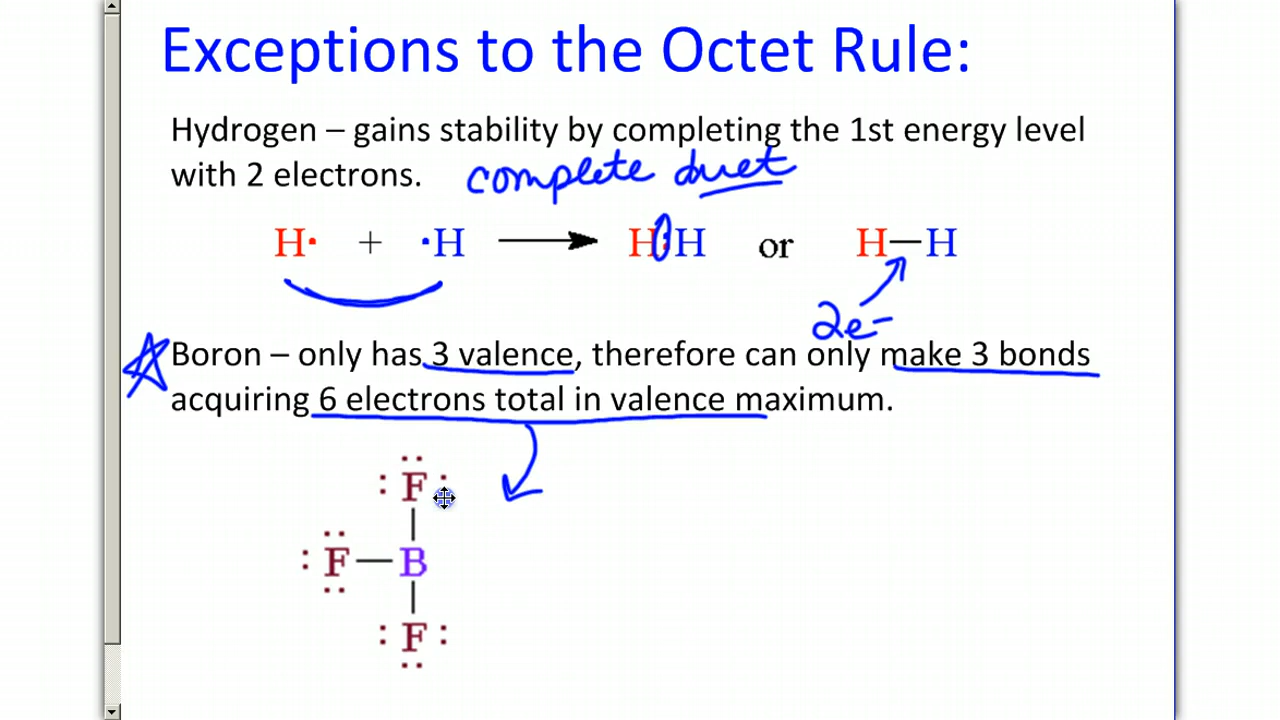 Exceptions to the Octet Rule:
Hydrogen – gains stability by completing the 1st energy level
with 2 electrons. complete duet
H· + ·H → H:H or H—H
2e-
Boron – only has 3 valence, therefore can only make 3 bonds
acquiring 6 electrons total in valence maximum.
F
F—B
F